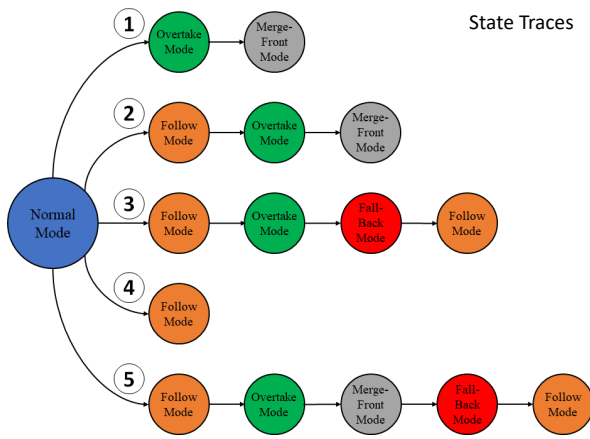 State Traces
1
Overtake
Mode
Merge-
Front
Mode
2
Follow
Mode
Overtake
Mode
Merge-
Front
Mode
Normal
Mode
3
Follow
Mode
Overtake
Mode
Fall-
Back
Mode
Follow
Mode
4
Follow
Mode
5
Follow
Mode
Overtake
Mode
Merge-
Front
Mode
Fall-
Back
Mode
Follow
Mode